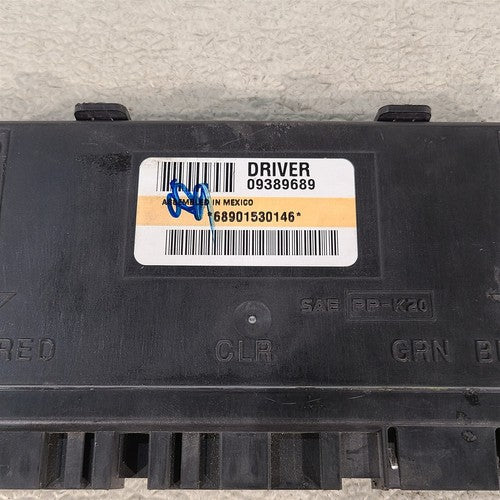 DRIVER
09389689
ASSEMBLED IN MEXICO
*68901530146*
SAE PP-K20
RED CLR GRN B